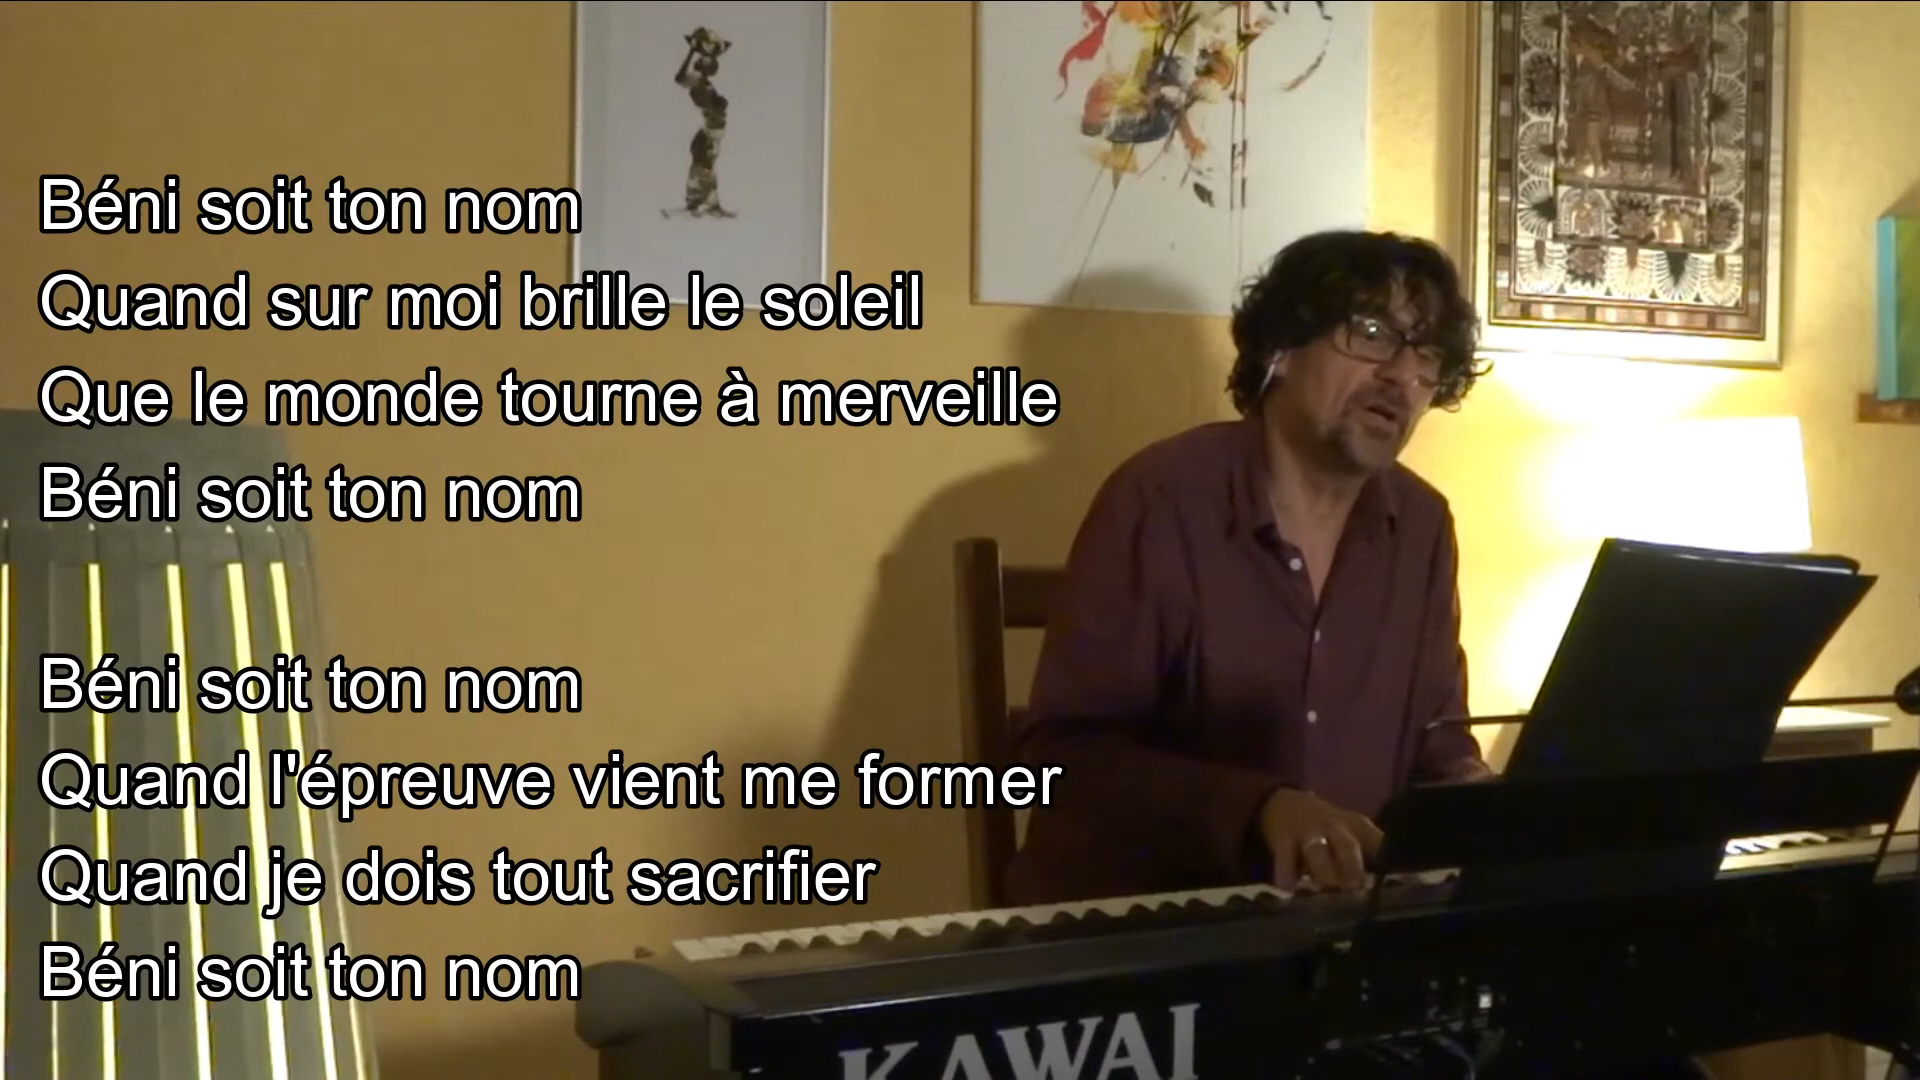 Béni soit ton nom
Quand sur moi brille le soleil
Que le monde tourne à merveille
Béni soit ton nom
Béni soit ton nom
Quand l'épreuve vient me former
Quand je dois tout sacrifier
Béni soit ton nom
KAWAI